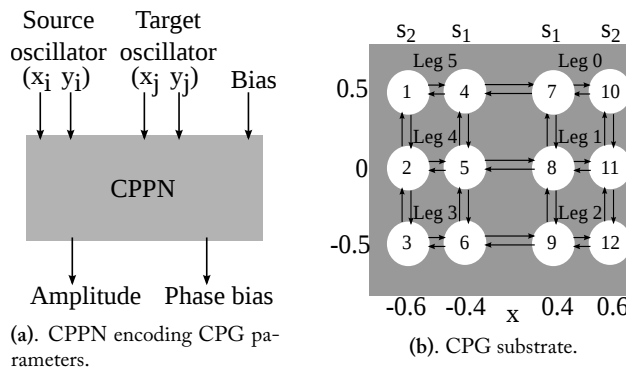 Source
oscillator
(xi yi)
Target
oscillator
(xj yj)
Bias
CPPN
Amplitude
Phase bias
(a). CPPN encoding CPG pa-
rameters.
s2 s1 s1 s2
Leg 5 Leg 0
0.5 1 4 7 10
Leg 4 Leg 1
0 2 5 8 11
Leg 3 Leg 2
-0.5 3 6 9 12
-0.6 -0.4 x 0.4 0.6
(b). CPG substrate.